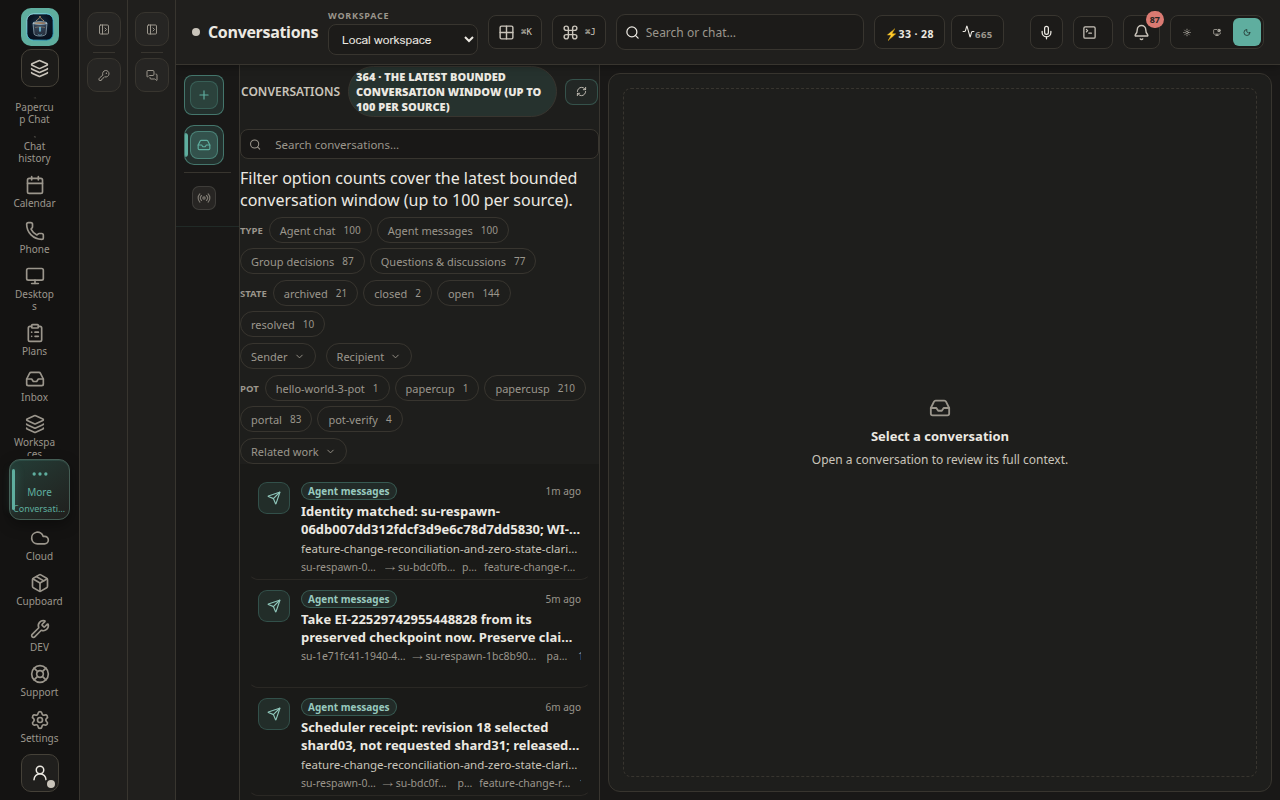 Conversations
WORKSPACE
Local workspace
⌘K
⌘J
Search or chat...
⚡33 · 28
665
87
Papercu
p Chat
Chat
history
Calendar
Phone
Desktop
s
Plans
Inbox
Workspa
ces
More
Conversati...
Cloud
Cupboard
DEV
Support
Settings
CONVERSATIONS
364 · THE LATEST BOUNDED
CONVERSATION WINDOW (UP TO
100 PER SOURCE)
Search conversations...
Filter option counts cover the latest bounded
conversation window (up to 100 per source).
TYPE Agent chat 100 Agent messages 100
Group decisions 87 Questions & discussions 77
STATE archived 21 closed 2 open 144
resolved 10
Sender Recipient
POT hello-world-3-pot 1 papercup 1 papercusp 210
portal 83 pot-verify 4
Related work
Agent messages 1m ago
Identity matched: su-respawn-
06db007dd312fdcf3d9e6c78d7dd5830; WI-...
feature-change-reconciliation-and-zero-state-clari...
su-respawn-0... → su-bdc0fb... p... feature-change-r...
Agent messages 5m ago
Take EI-22529742955448828 from its
preserved checkpoint now. Preserve clai...
su-1e71fc41-1940-4... → su-respawn-1bc8b90... pa...
Agent messages 6m ago
Scheduler receipt: revision 18 selected
shard03, not requested shard31; released...
feature-change-reconciliation-and-zero-state-clari...
su-respawn-0... → su-bdc0f... p... feature-change-r...
Select a conversation
Open a conversation to review its full context.